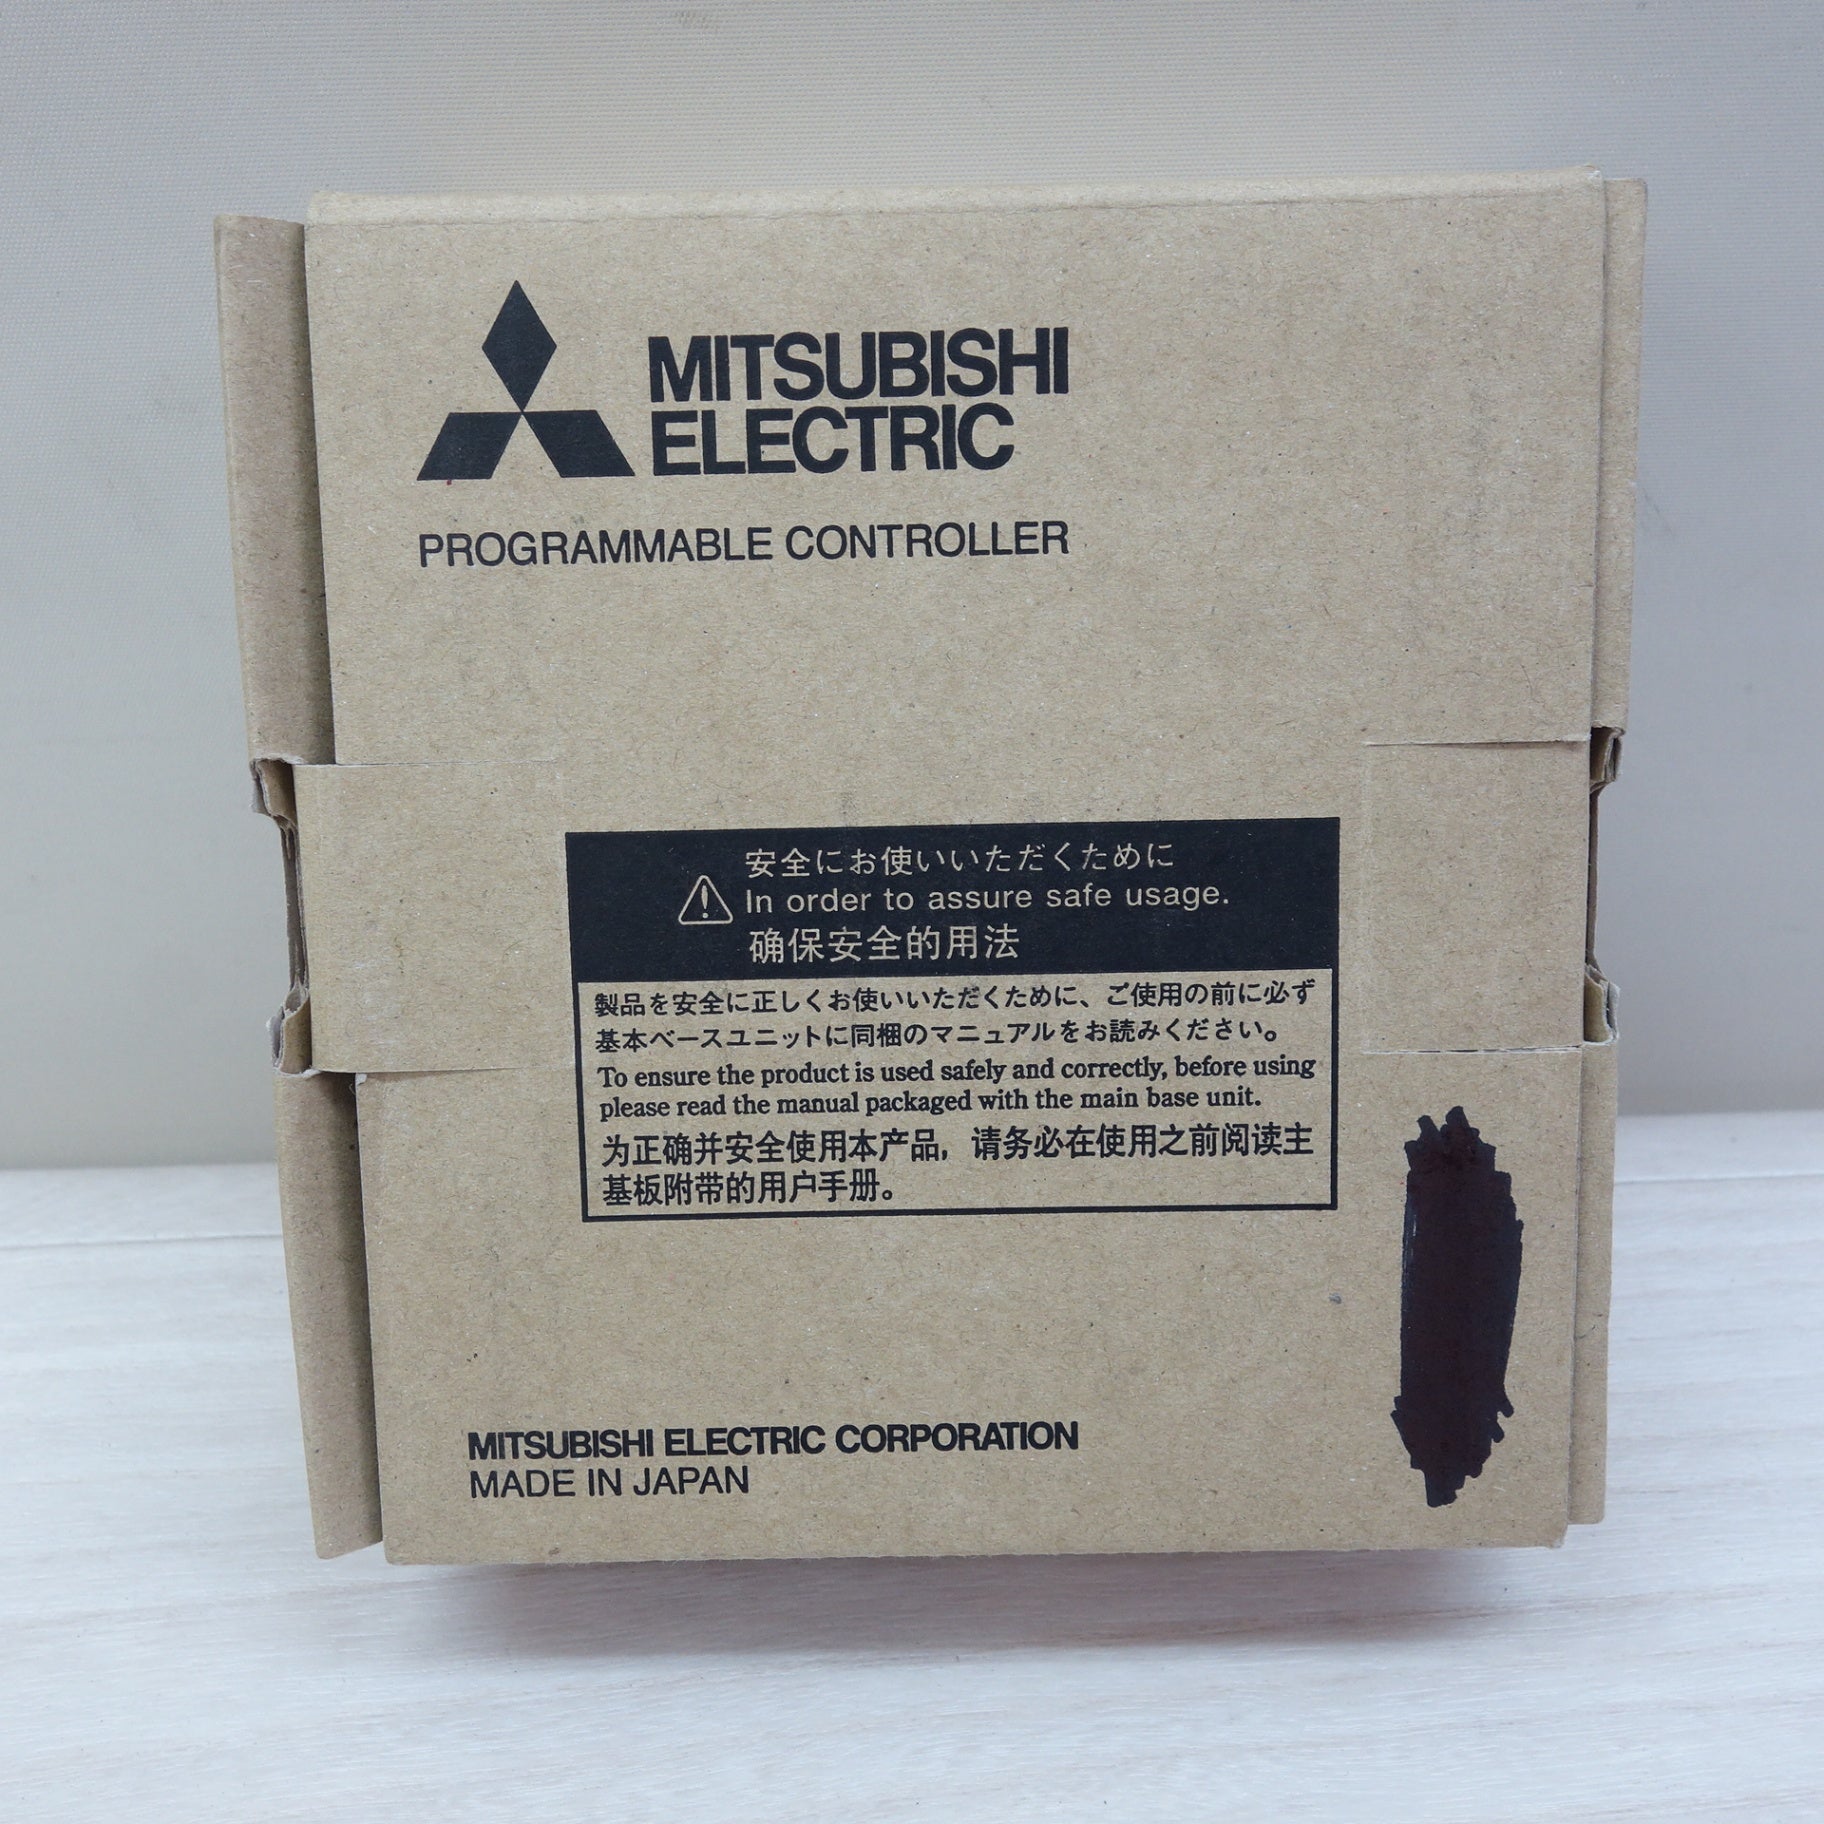 MITSUBISHI
ELECTRIC
PROGRAMMABLE CONTROLLER
安全にお使いいただくために
In order to assure safe usage.
确保安全的用法
製品を安全に正しくお使いいただくために、ご使用の前に必ず
基本ベースユニットに同梱のマニュアルをお読みください。
To ensure the product is used safely and correctly, before using
please read the manual packaged with the main base unit.
为正确并安全使用本产品，请务必在使用之前阅读主
基板附带的用户手册。
MITSUBISHI ELECTRIC CORPORATION
MADE IN JAPAN